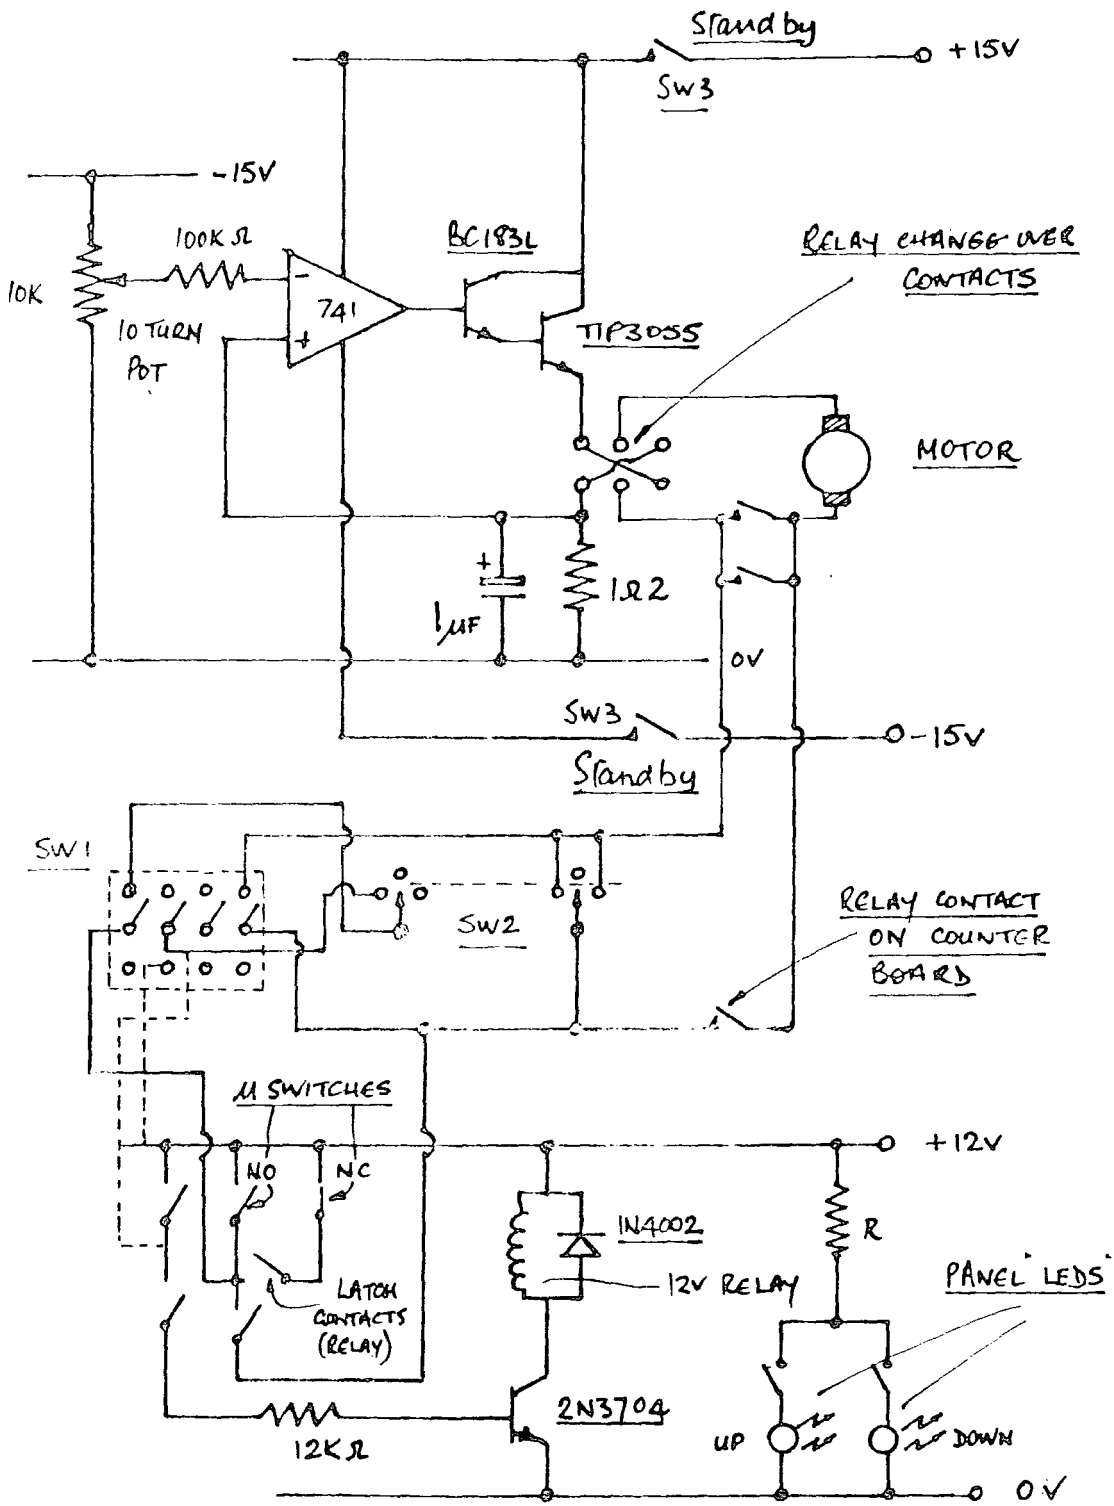 Standby
+15V
SW3
-15V
100KΩ
BC183L
RELAY CHANGE-OVER
CONTACTS
10K
741
-
+
10 TURN
POT
TIP3055
MOTOR
+
1µF
1Ω2
0V
SW3
-15V
Standby
SW1
SW2
RELAY CONTACT
ON COUNTER
BOARD
µ SWITCHES
+12V
NO
NC
1N4002
R
12V RELAY
PANEL LEDS
LATCH
CONTACTS
(RELAY)
2N3704
12KΩ
UP
DOWN
0V